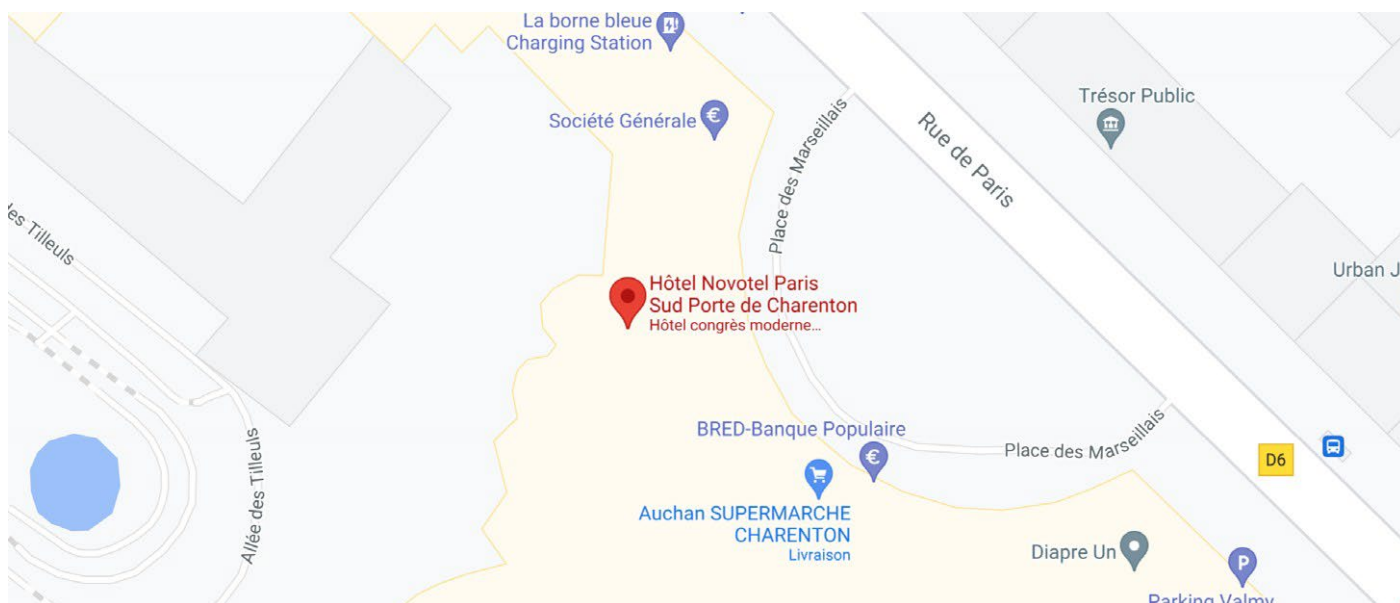 La borne bleue
Charging Station
Société Générale
Place des Marseillais
Rue de Paris
Trésor Public
es Tilleuls
Hôtel Novotel Paris
Sud Porte de Charenton
Hôtel congrès moderne...
Urban J
BRED-Banque Populaire
Place des Marseillais
D6
Allée des Tilleuls
Auchan SUPERMARCHE
CHARENTON
Livraison
Diapre Un
P
Parking Valmy